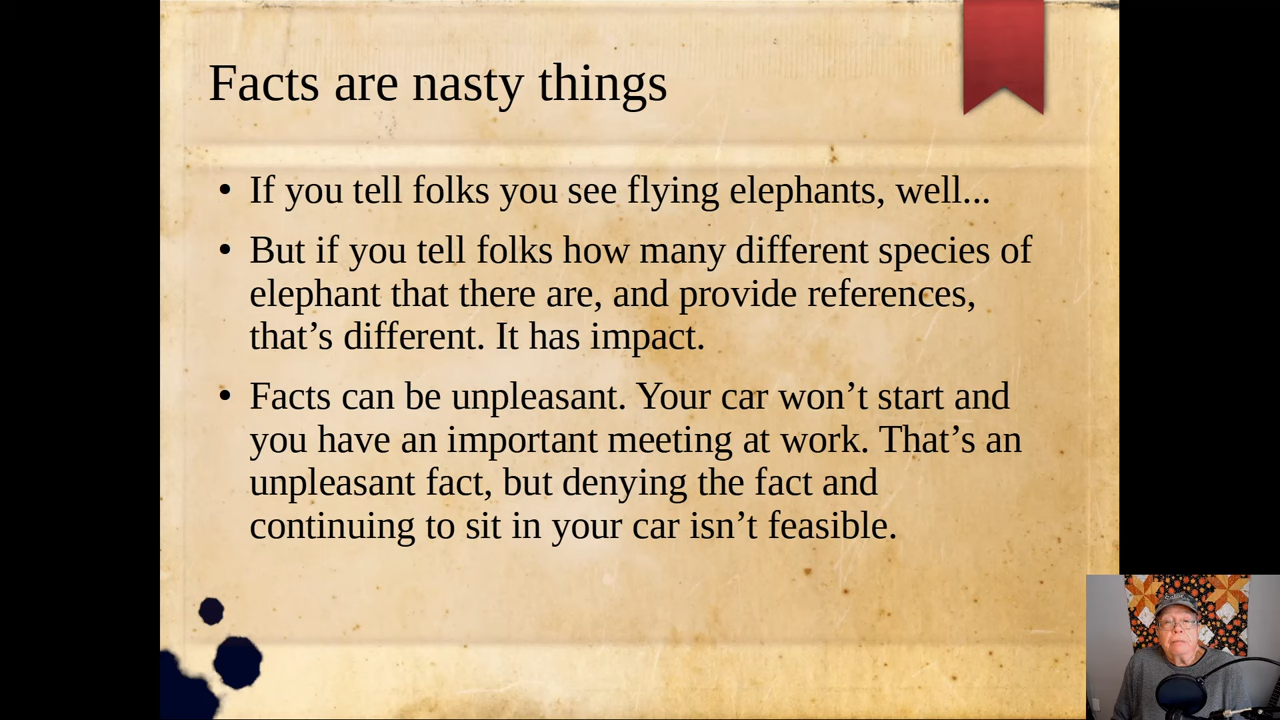 Facts are nasty things
• If you tell folks you see flying elephants, well...
• But if you tell folks how many different species of
elephant that there are, and provide references,
that’s different. It has impact.
• Facts can be unpleasant. Your car won’t start and
you have an important meeting at work. That’s an
unpleasant fact, but denying the fact and
continuing to sit in your car isn’t feasible.